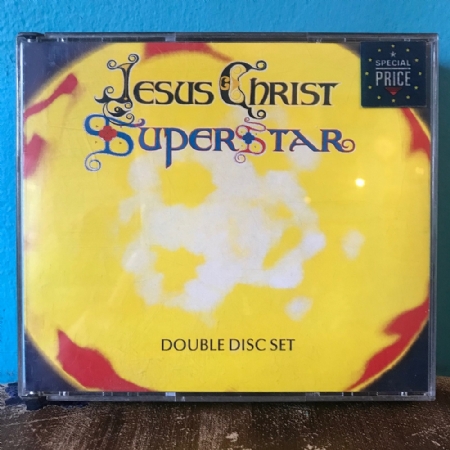 JESUS CHRIST
SUPERSTAR
SPECIAL
PRICE
DOUBLE DISC SET